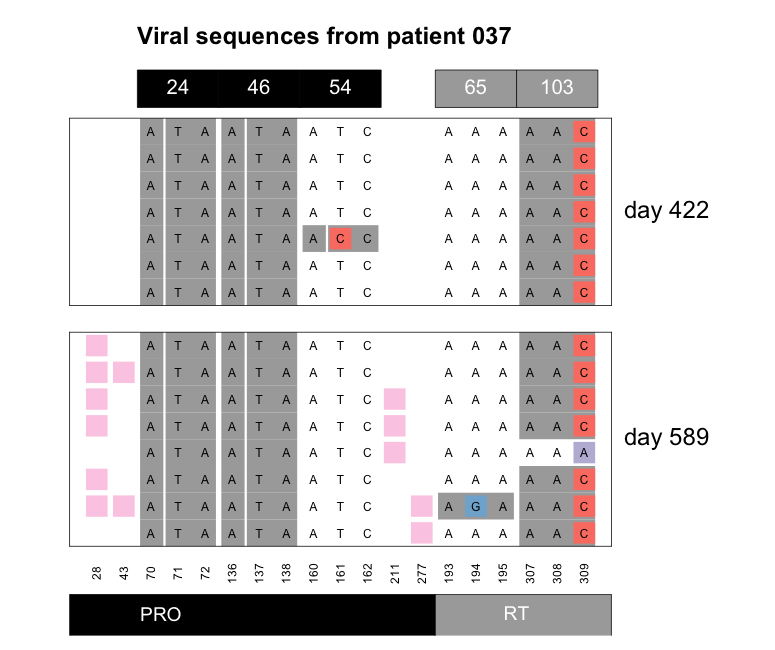 Viral sequences from patient 037
24 46 54 65 103
A T A A T A A T C A A A A A C
A T A A T A A T C A A A A A C
A T A A T A A T C A A A A A C
A T A A T A A T C A A A A A C
day 422
A T A A T A A C C A A A A A C
A T A A T A A T C A A A A A C
A T A A T A A T C A A A A A C
A T A A T A A T C A A A A A C
A T A A T A A T C A A A A A C
A T A A T A A T C A A A A A C
A T A A T A A T C A A A A A C
day 589
A T A A T A A T C A A A A A A
A T A A T A A T C A A A A A C
A T A A T A A T C A G A A A C
A T A A T A A T C A A A A A C
28 43 70 71 72 136 137 138 160 161 162 211 277 193 194 195 307 308 309
PRO RT